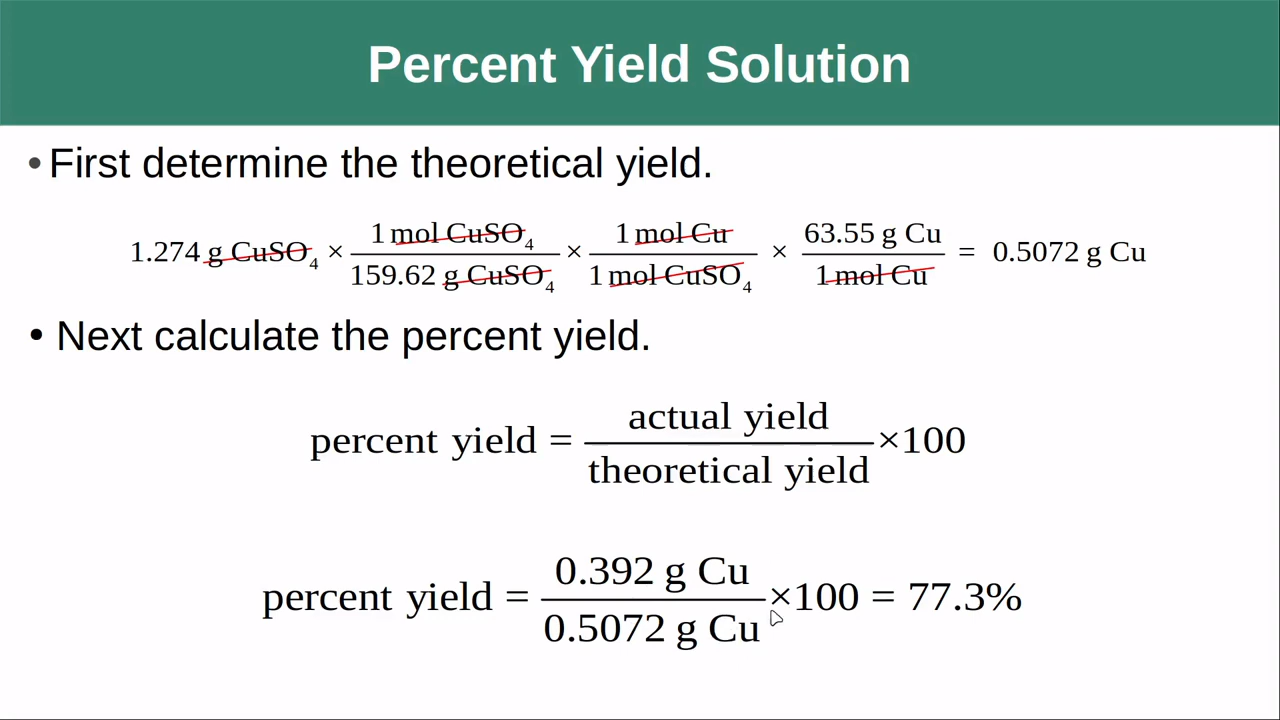 Percent Yield Solution
• First determine the theoretical yield.
1.274 g CuSO₄ × 1 mol CuSO₄ / 159.62 g CuSO₄ × 1 mol Cu / 1 mol CuSO₄ × 63.55 g Cu / 1 mol Cu = 0.5072 g Cu
• Next calculate the percent yield.
percent yield = actual yield / theoretical yield ×100
percent yield = 0.392 g Cu / 0.5072 g Cu ×100 = 77.3%